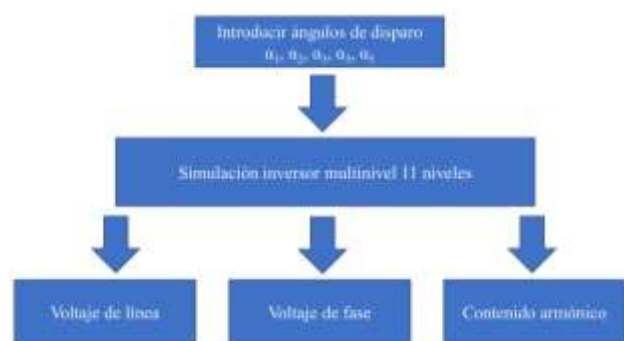 Introducir ángulos de disparo
α₁, α₂, α₃, α₃, α₅
Simulación inversor multinivel 11 niveles
Voltaje de línea
Voltaje de fase
Contenido armónico